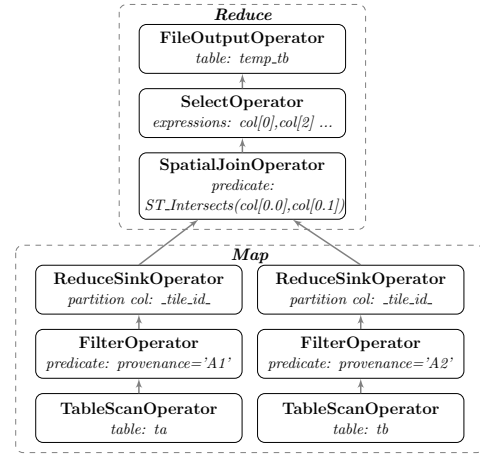 Reduce
FileOutputOperator
table: temp_tb
SelectOperator
expressions: col[0],col[2] ...
SpatialJoinOperator
predicate:
ST_Intersects(col[0.0],col[0.1])
Map
ReduceSinkOperator
partition col: _tile_id_
FilterOperator
predicate: provenance='A1'
TableScanOperator
table: ta
ReduceSinkOperator
partition col: _tile_id_
FilterOperator
predicate: provenance='A2'
TableScanOperator
table: tb